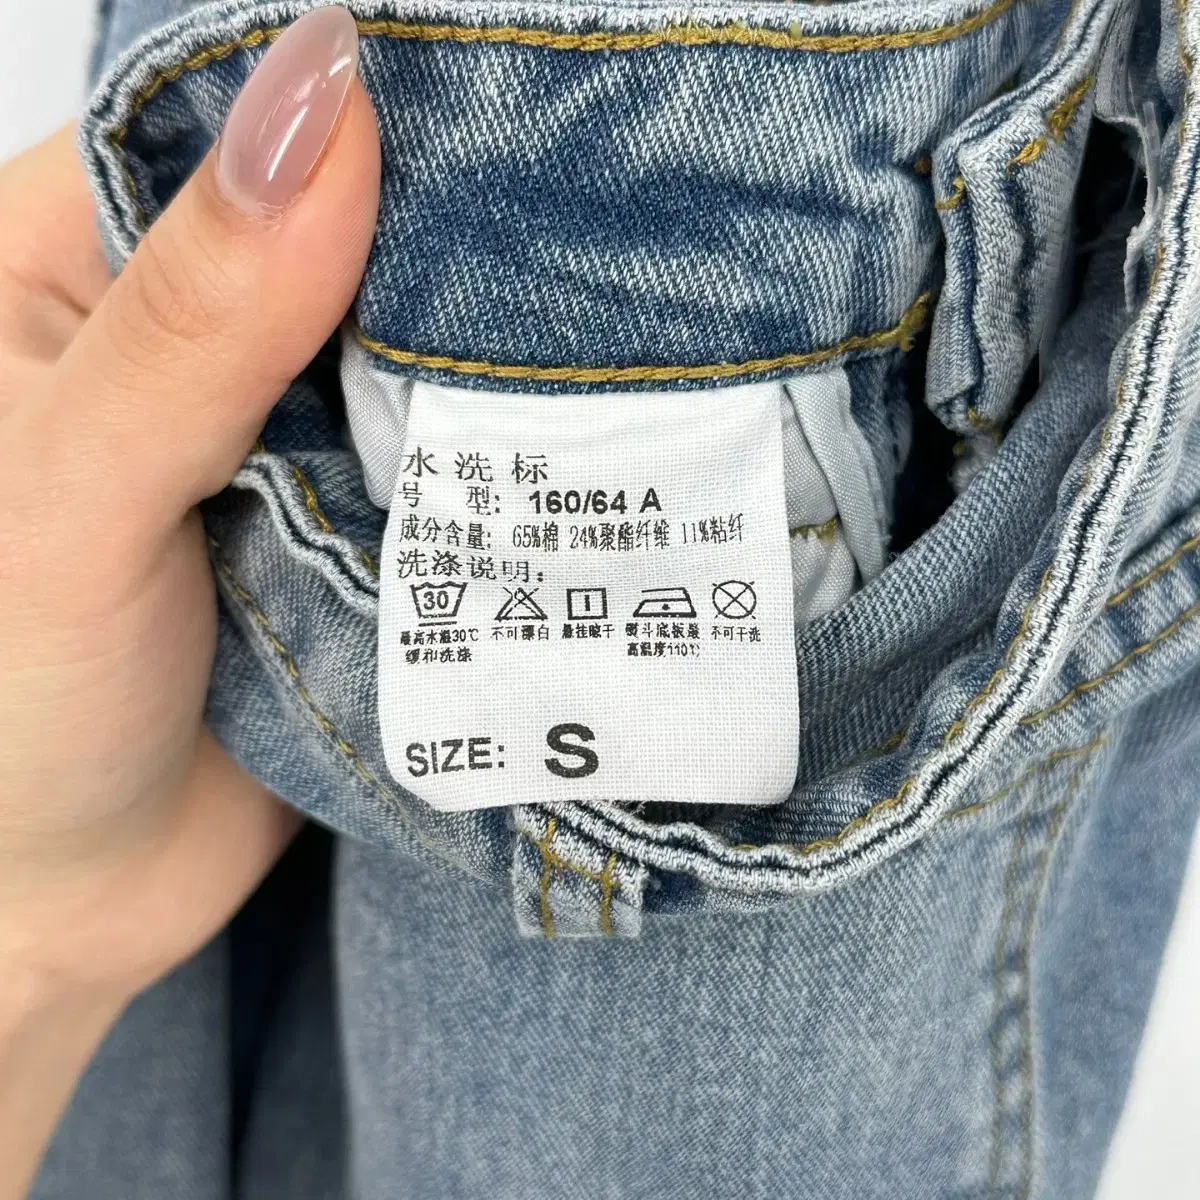 水洗标
号 型: 160/64 A
成分含量: 65%棉 24%聚酯纤维 11%粘纤
洗涤说明:
30
最高水温30℃ 不可漂白 悬挂晾干 熨斗底板最 不可干洗
缓和洗涤 高温度110℃
SIZE: S